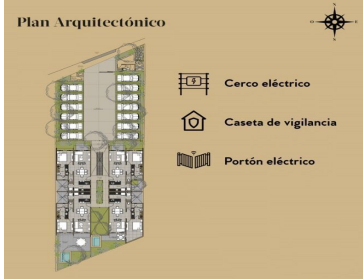 Plan Arquitectónico
Cerco eléctrico
Caseta de vigilancia
Portón eléctrico